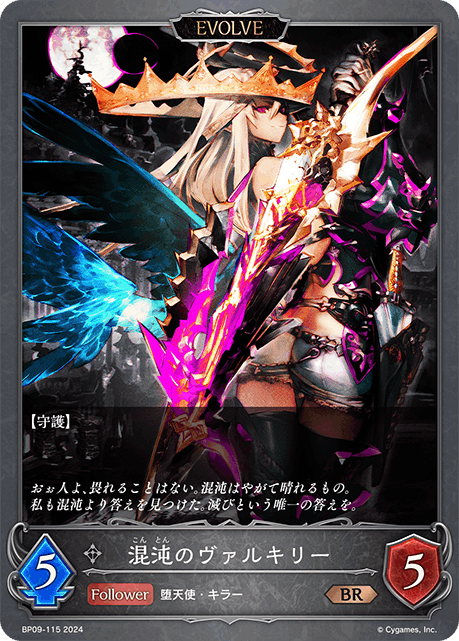 EVOLVE
【守護】
おぉ人よ、畏れることはない。混沌はやがて晴れるもの。
私も混沌より答えを見つけた。滅びという唯一の答えを。
こん とん
混沌のヴァルキリー
5
5
Follower 堕天使・キラー
BR
BP09-115 2024
© Cygames, Inc.